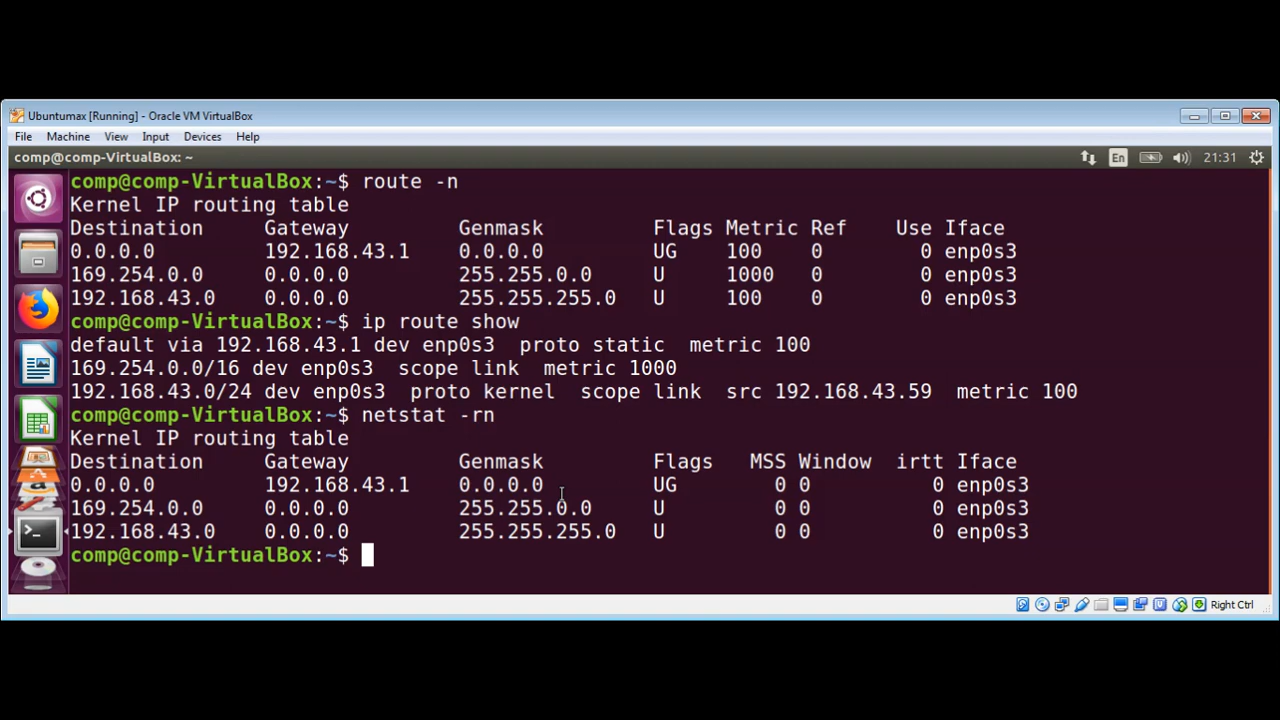 Ubuntumax [Running] - Oracle VM VirtualBox
File Machine View Input Devices Help
comp@comp-VirtualBox: ~ En 21:31
comp@comp-VirtualBox:~$ route -n
Kernel IP routing table
Destination Gateway Genmask Flags Metric Ref Use Iface
0.0.0.0 192.168.43.1 0.0.0.0 UG 100 0 0 enp0s3
169.254.0.0 0.0.0.0 255.255.0.0 U 1000 0 0 enp0s3
192.168.43.0 0.0.0.0 255.255.255.0 U 100 0 0 enp0s3
comp@comp-VirtualBox:~$ ip route show
default via 192.168.43.1 dev enp0s3 proto static metric 100
169.254.0.0/16 dev enp0s3 scope link metric 1000
192.168.43.0/24 dev enp0s3 proto kernel scope link src 192.168.43.59 metric 100
comp@comp-VirtualBox:~$ netstat -rn
Kernel IP routing table
Destination Gateway Genmask Flags MSS Window irtt Iface
0.0.0.0 192.168.43.1 0.0.0.0 UG 0 0 0 enp0s3
169.254.0.0 0.0.0.0 255.255.0.0 U 0 0 0 enp0s3
192.168.43.0 0.0.0.0 255.255.255.0 U 0 0 0 enp0s3
comp@comp-VirtualBox:~$
Right Ctrl